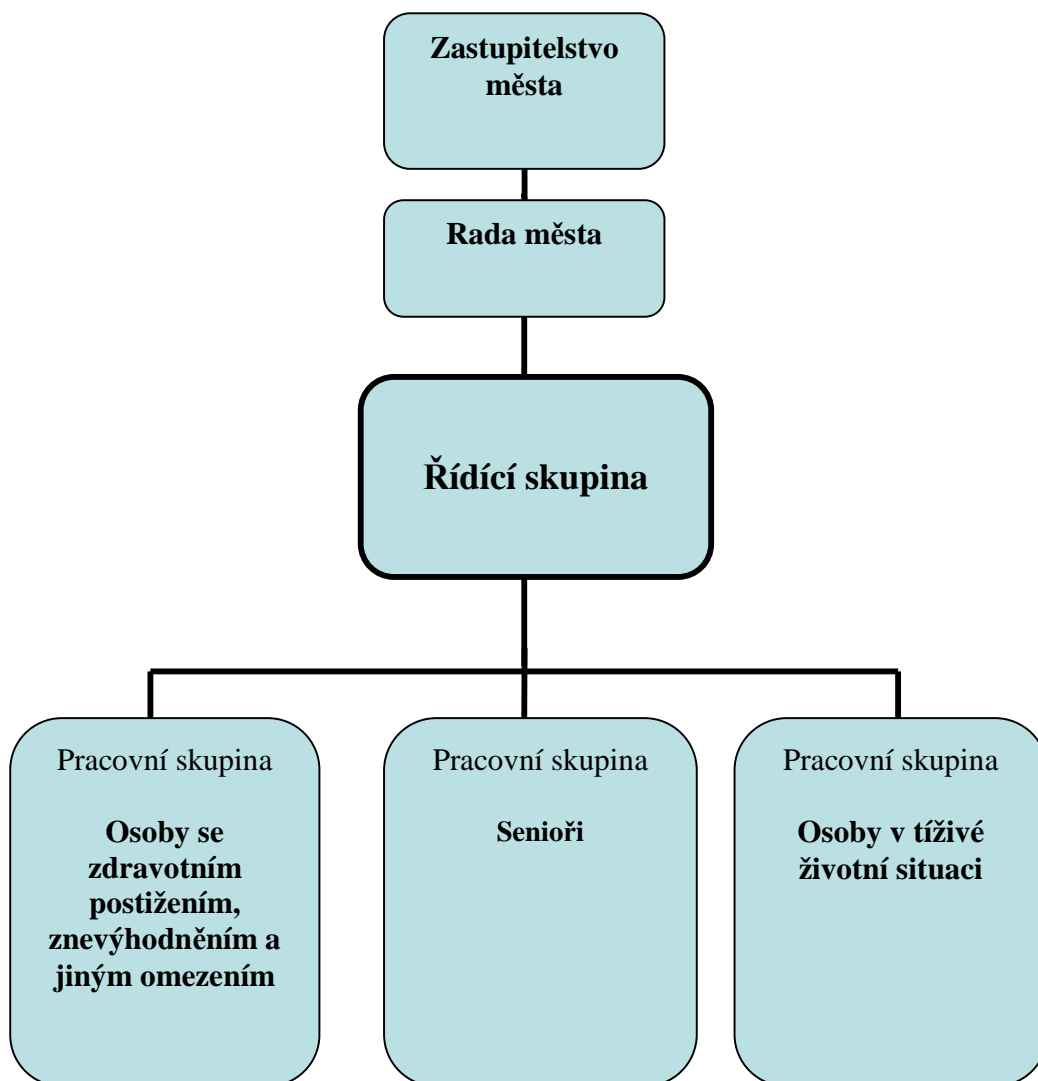 Zastupitelstvo
města
Rada města
Řídící skupina
Pracovní skupina
Osoby se
zdravotním
postižením,
znevýhodněním a
jiným omezením
Pracovní skupina
Senioři
Pracovní skupina
Osoby v tíživé
životní situaci